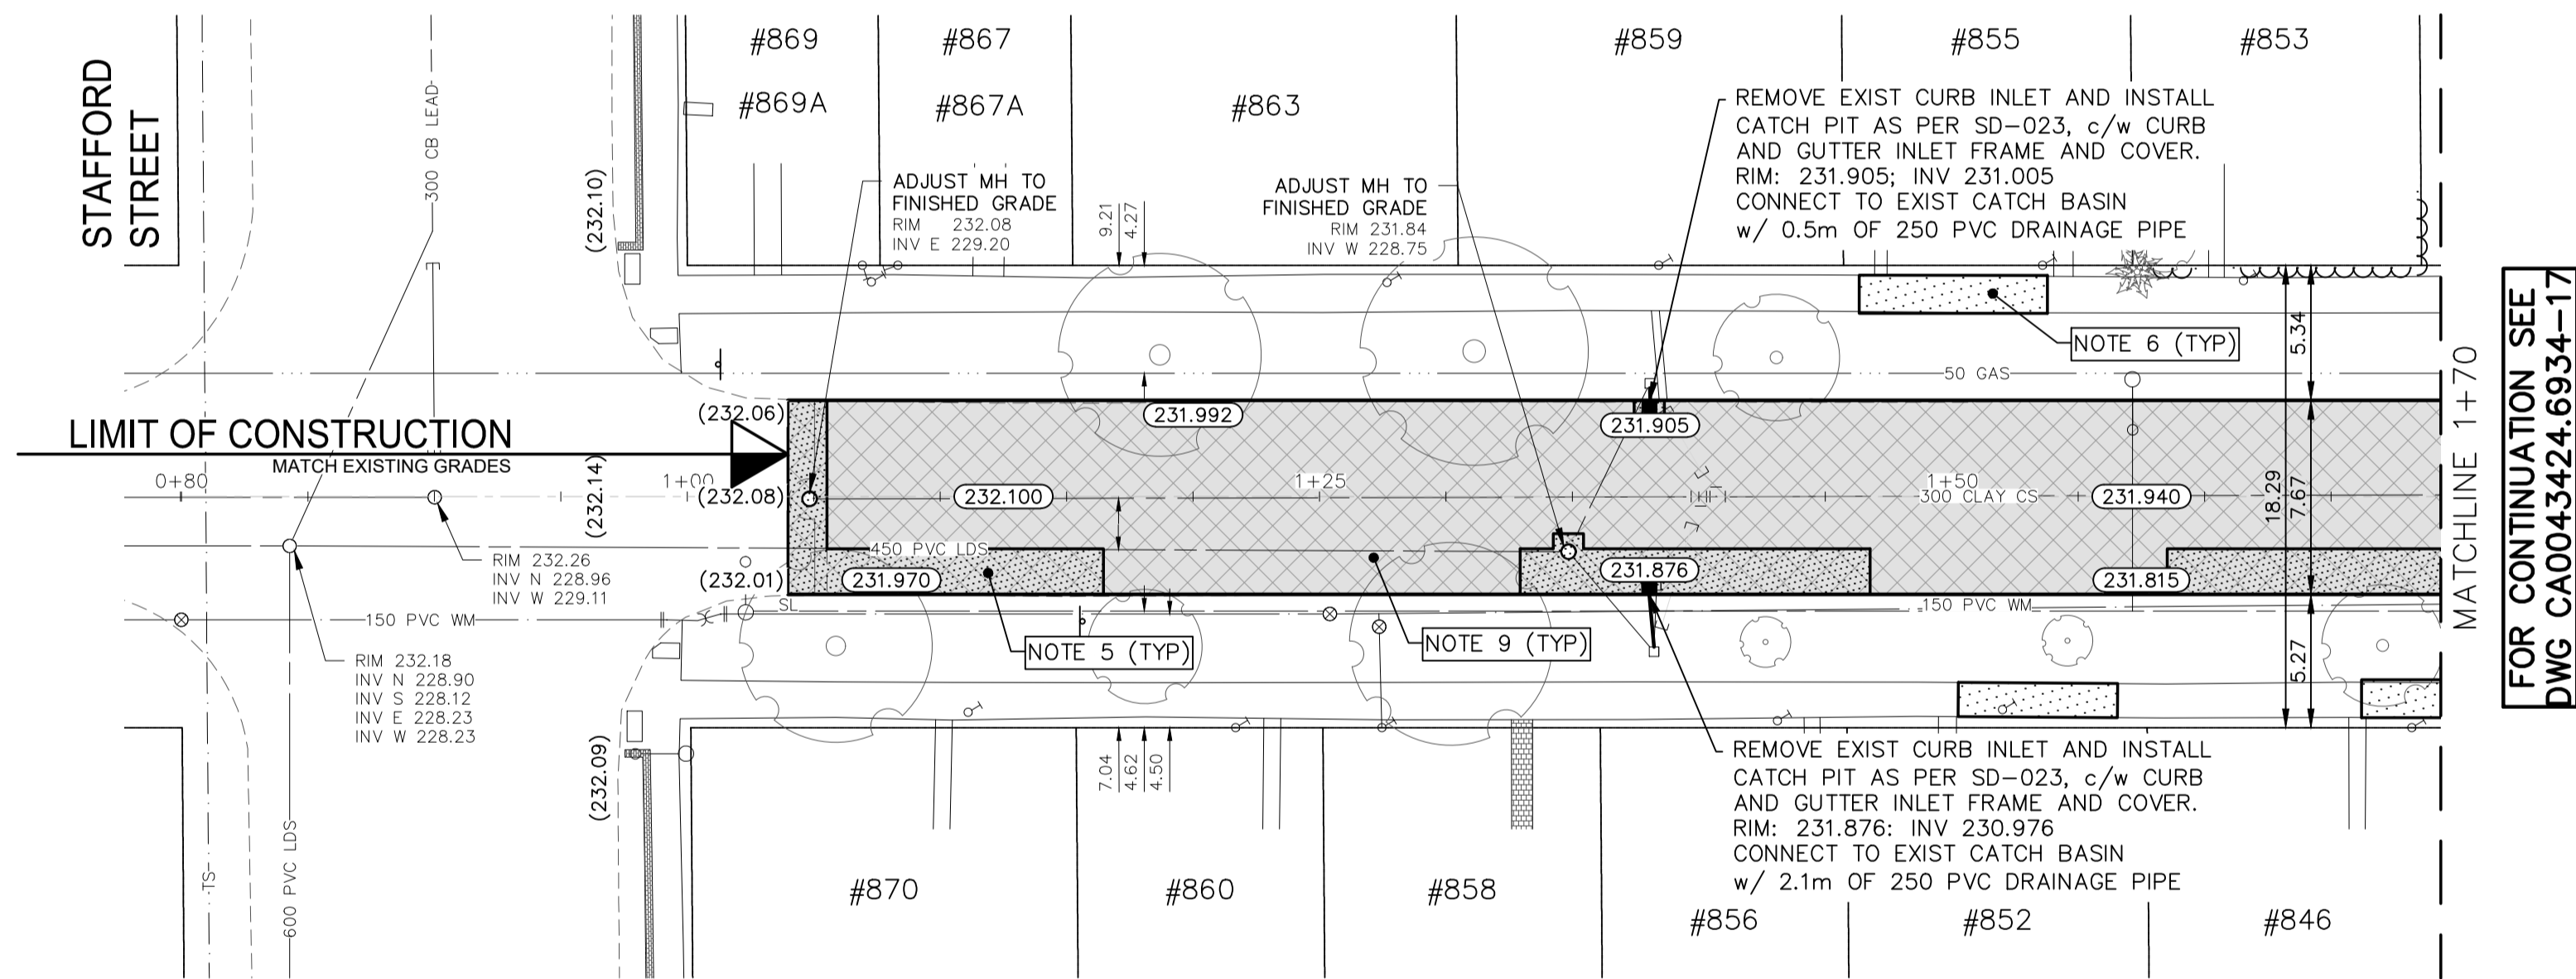 STAFFORD
STREET
300 CB LEAD
#869
#869A
#867
#867A
#863
#859
#855
#853
(232.10)
ADJUST MH TO
FINISHED GRADE
RIM 232.08
INV E 229.20
9.21
4.27
ADJUST MH TO
FINISHED GRADE
RIM 231.84
INV W 228.75
REMOVE EXIST CURB INLET AND INSTALL
CATCH PIT AS PER SD-023, c/w CURB
AND GUTTER INLET FRAME AND COVER.
RIM: 231.905; INV 231.005
CONNECT TO EXIST CATCH BASIN
w/ 0.5m OF 250 PVC DRAINAGE PIPE
NOTE 6 (TYP)
5.34
50 GAS
LIMIT OF CONSTRUCTION
MATCH EXISTING GRADES
(232.06)
231.992
231.905
0+80
(232.14)
1+00
(232.08)
232.100
1+25
1+50
300 CLAY CS
231.940
18.29
7.67
MATCHLINE 1+70
FOR CONTINUATION SEE
DWG CA0043424.6934-17
RIM 232.26
INV N 228.96
INV W 229.11
450 PVC LDS
(232.01)
231.970
231.876
231.815
SL
150 PVC WM
150 PVC WM
NOTE 5 (TYP)
NOTE 9 (TYP)
5.27
RIM 232.18
INV N 228.90
INV S 228.12
INV E 228.23
INV W 228.23
(232.09)
7.04
4.62
4.50
REMOVE EXIST CURB INLET AND INSTALL
CATCH PIT AS PER SD-023, c/w CURB
AND GUTTER INLET FRAME AND COVER.
RIM: 231.876: INV 230.976
CONNECT TO EXIST CATCH BASIN
w/ 2.1m OF 250 PVC DRAINAGE PIPE
TS
600 PVC LDS
#870
#860
#858
#856
#852
#846